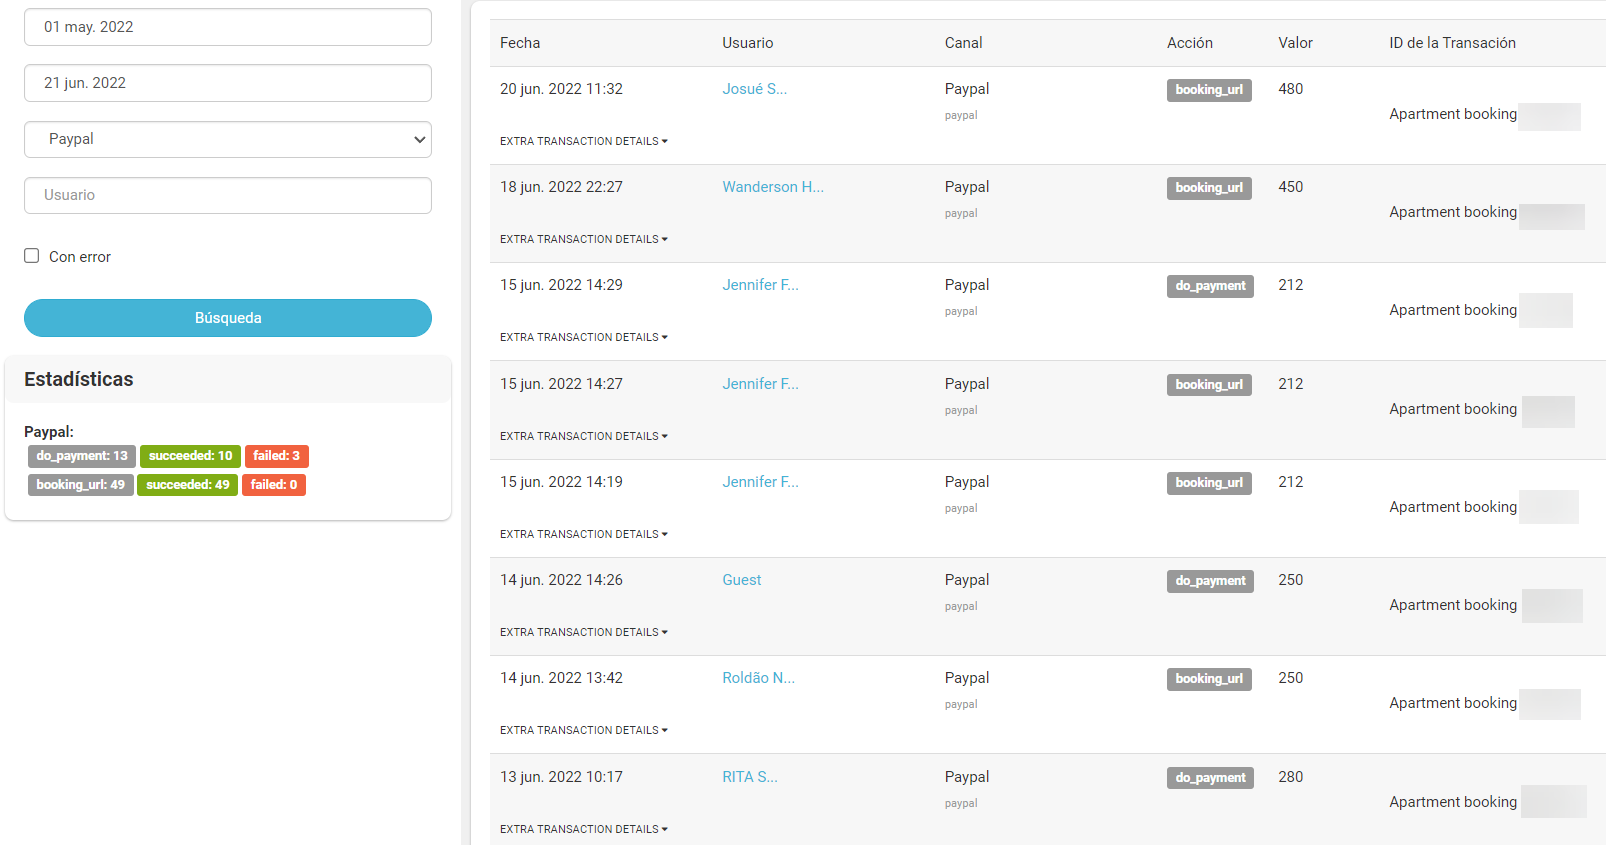 01 may. 2022
21 jun. 2022
Paypal
Usuario
Con error
Búsqueda
Estadísticas
Paypal:
do_payment: 13 succeeded: 10 failed: 3
booking_url: 49 succeeded: 49 failed: 0
Fecha Usuario Canal Acción Valor ID de la Transación
20 jun. 2022 11:32 Josué S... Paypal booking_url 480
paypal Apartment booking
EXTRA TRANSACTION DETAILS
18 jun. 2022 22:27 Wanderson H... Paypal booking_url 450
paypal Apartment booking
EXTRA TRANSACTION DETAILS
15 jun. 2022 14:29 Jennifer F... Paypal do_payment 212
paypal Apartment booking
EXTRA TRANSACTION DETAILS
15 jun. 2022 14:27 Jennifer F... Paypal booking_url 212
paypal Apartment booking
EXTRA TRANSACTION DETAILS
15 jun. 2022 14:19 Jennifer F... Paypal booking_url 212
paypal Apartment booking
EXTRA TRANSACTION DETAILS
14 jun. 2022 14:26 Guest Paypal do_payment 250
paypal Apartment booking
EXTRA TRANSACTION DETAILS
14 jun. 2022 13:42 Roldão N... Paypal booking_url 250
paypal Apartment booking
EXTRA TRANSACTION DETAILS
13 jun. 2022 10:17 RITA S... Paypal do_payment 280
paypal Apartment booking
EXTRA TRANSACTION DETAILS